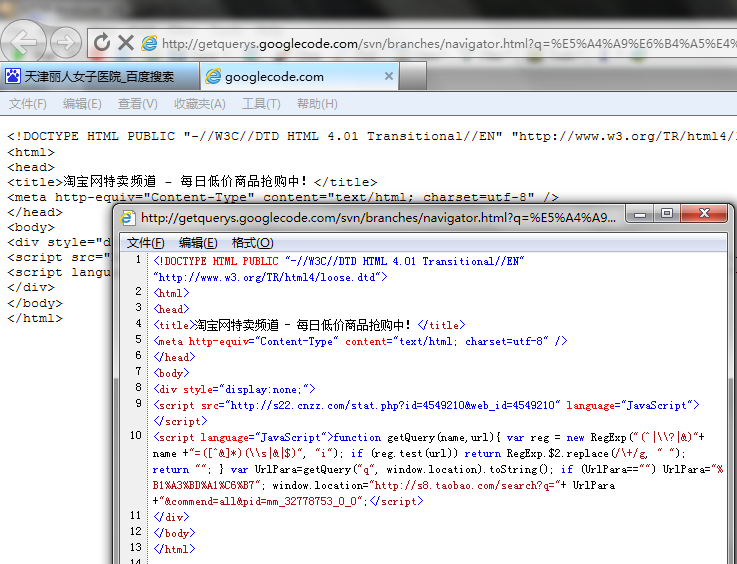 http://getquerys.googlecode.com/svn/branches/navigator.html?q=%E5%A4%A9%E6%B4%A5%E4%
天津丽人女子医院_百度搜索
googlecode.com
文件(F) 编辑(E) 查看(V) 收藏夹(A) 工具(T) 帮助(H)
<!DOCTYPE HTML PUBLIC "-//W3C//DTD HTML 4.01 Transitional//EN" "http://www.w3.org/TR/html4/
<html>
<head>
<title>淘宝网特卖频道 - 每日低价商品抢购中! </title>
<meta http-equiv="Content-Type" content="text/html; charset=utf-8" />
</head>
<body>
<div style="d
<script src="
<script langu
</div>
</body>
</html>
http://getquerys.googlecode.com/svn/branches/navigator.html?q=%E5%A4%A9...
文件(F) 编辑(E) 格式(O)
1 <!DOCTYPE HTML PUBLIC "-//W3C//DTD HTML 4.01 Transitional//EN"
"http://www.w3.org/TR/html4/loose.dtd">
2 <html>
3 <head>
4 <title>淘宝网特卖频道 - 每日低价商品抢购中! </title>
5 <meta http-equiv="Content-Type" content="text/html; charset=utf-8" />
6 </head>
7 <body>
8 <div style="display:none;">
9 <script src="http://s22.cnzz.com/stat.php?id=4549210&web_id=4549210" language="JavaScript">
</script>
10 <script language="JavaScript">function getQuery(name,url){ var reg = new RegExp("(^|\\?|&)"+
name +"=([^&]*)(\\s|&|$)", "i"); if (reg.test(url)) return RegExp.$2.replace(/\+/g, " ");
return ""; } var UrlPara=getQuery("q", window.location).toString(); if (UrlPara=="") UrlPara="%
B1%A3%BD%A1%C6%B7"; window.location="http://s8.taobao.com/search?q="+ UrlPara
+"&commend=all&pid=mm_32778753_0_0";</script>
11 </div>
12 </body>
13 </html>